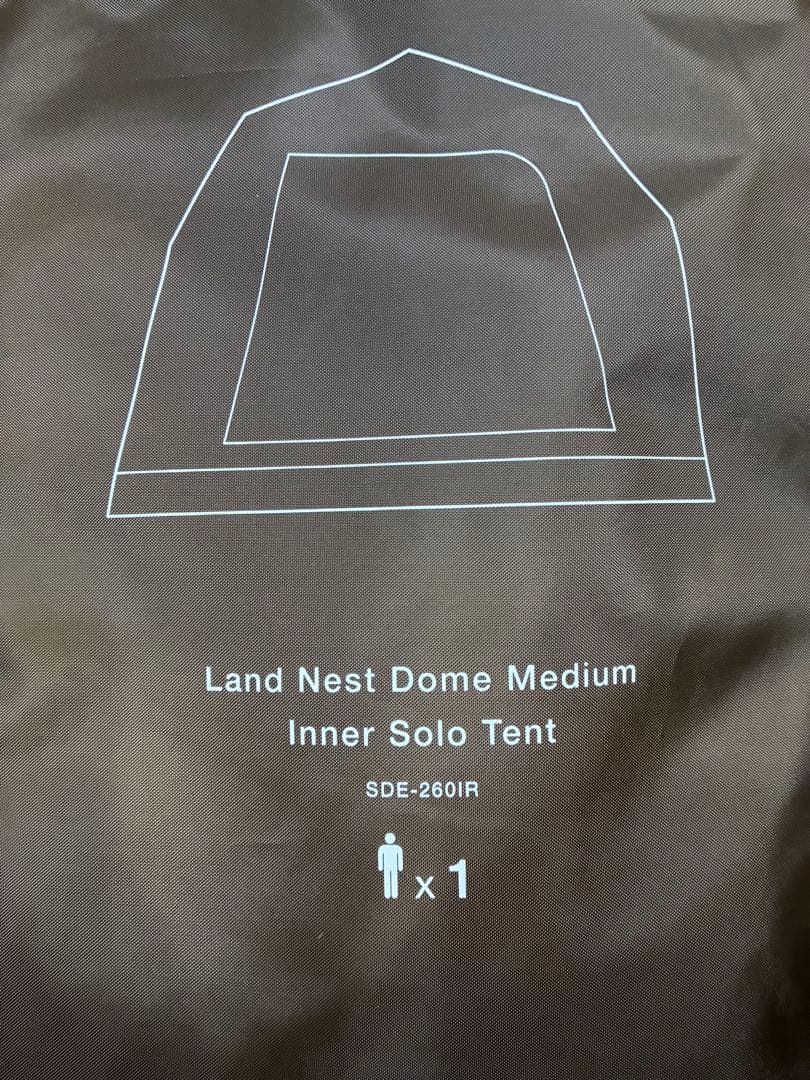 Land Nest Dome Medium
Inner Solo Tent
SDE-260IR
x 1